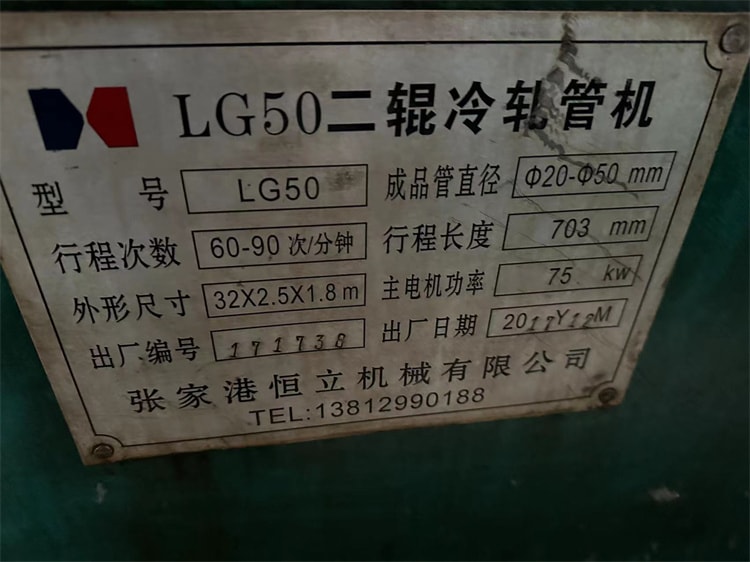 LG50二辊冷轧管机
型 号 LG50 成品管直径 Φ20-Φ50 mm
行程次数 60-90 次/分钟 行程长度 703 mm
外形尺寸 32X2.5X1.8 m 主电机功率 75 kw
出厂编号 171738 出厂日期 2017Y12M
张家港恒立机械有限公司
TEL:13812990188